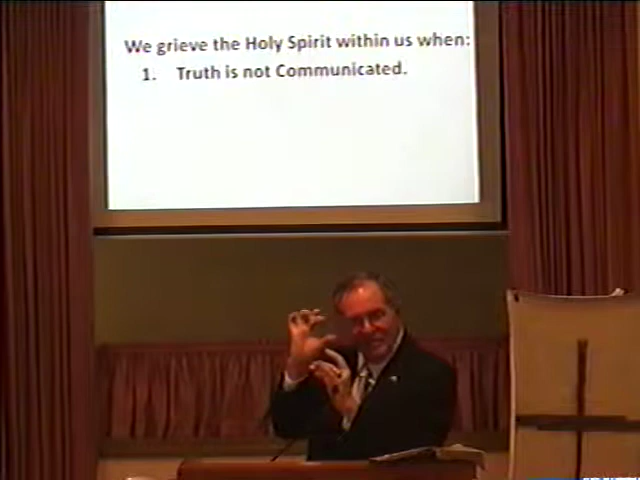 We grieve the Holy Spirit within us when:
1. Truth is not Communicated.